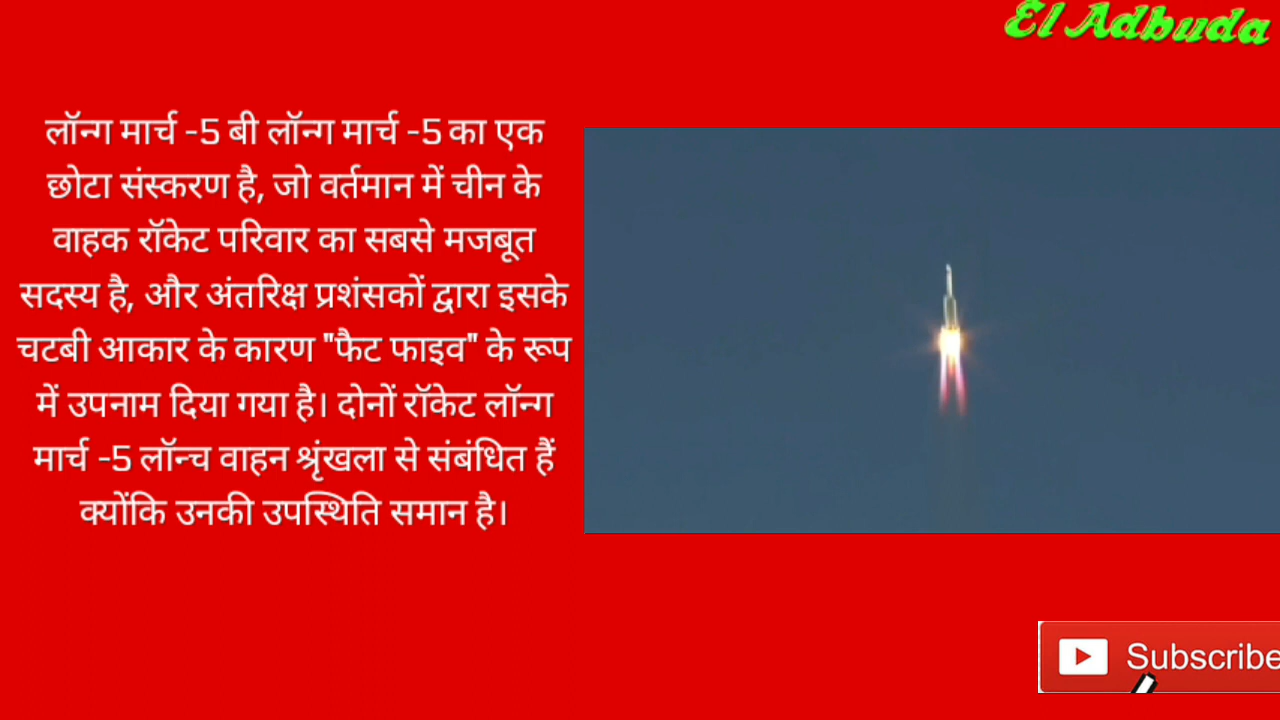 El Adbuda
लॉन्ग मार्च -5 बी लॉन्ग मार्च -5 का एक
छोटा संस्करण है, जो वर्तमान में चीन के
वाहक रॉकेट परिवार का सबसे मजबूत
सदस्य है, और अंतरिक्ष प्रशंसकों द्वारा इसके
चटबी आकार के कारण "फैट फाइव" के रूप
में उपनाम दिया गया है। दोनों रॉकेट लॉन्ग
मार्च -5 लॉन्च वाहन श्रृंखला से संबंधित हैं
क्योंकि उनकी उपस्थिति समान है।
Subscribe